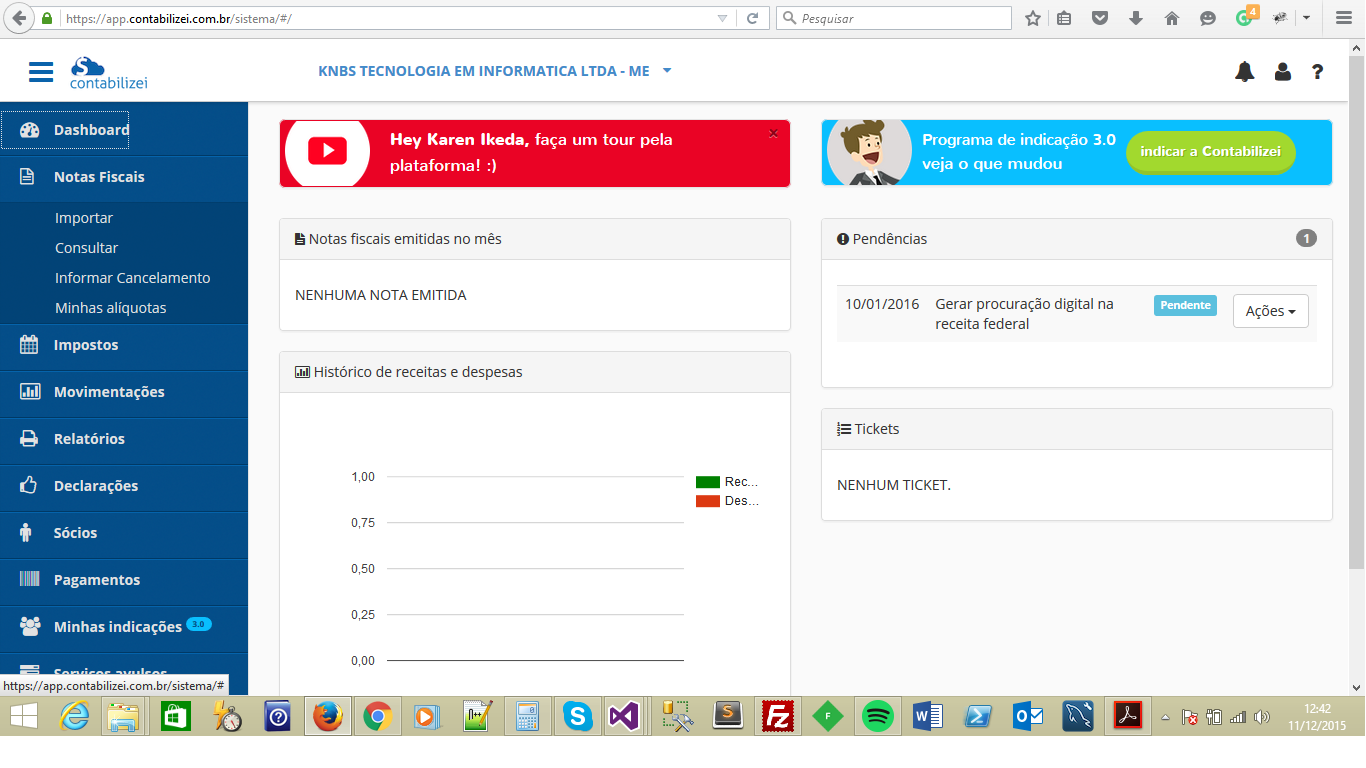 https://app.contabilizei.com.br/sistema/#/
Pesquisar
4
contabilizei
KNBS TECNOLOGIA EM INFORMATICA LTDA - ME
?
Dashboard
Notas Fiscais
Importar
Consultar
Informar Cancelamento
Minhas alíquotas
Impostos
Movimentações
Relatórios
Declarações
Sócios
Pagamentos
Minhas indicações 3.0
Serviços avulsos
https://app.contabilizei.com.br/sistema/#
Hey Karen Ikeda, faça um tour pela
plataforma! :)
×
Programa de indicação 3.0
veja o que mudou
indicar a Contabilizei
Notas fiscais emitidas no mês
NENHUMA NOTA EMITIDA
Histórico de receitas e despesas
1,00
0,75
0,50
0,25
0,00
Rec...
Des...
Pendências
1
10/01/2016 Gerar procuração digital na Pendente Ações
receita federal
Tickets
NENHUM TICKET.
12:42
11/12/2015